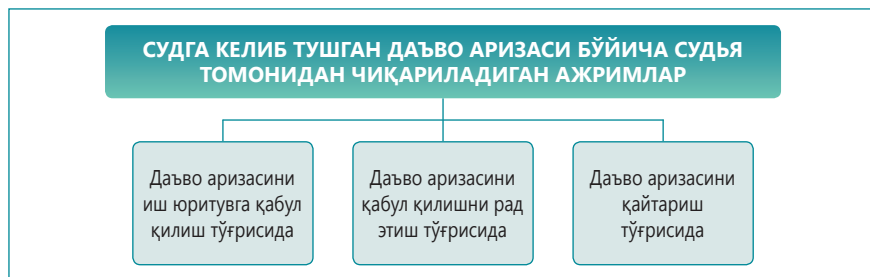 СУДГА КЕЛИБ ТУШГАН ДАЪВО АРИЗАСИ БЎЙИЧА СУДЬЯ
ТОМОНИДАН ЧИҚАРИЛАДИГАН АЖРИМЛАР
Даъво аризасини
иш юритувга қабул
қилиш тўғрисида
Даъво аризасини
қабул қилишни рад
этиш тўғрисида
Даъво аризасини
қайтариш
тўғрисида